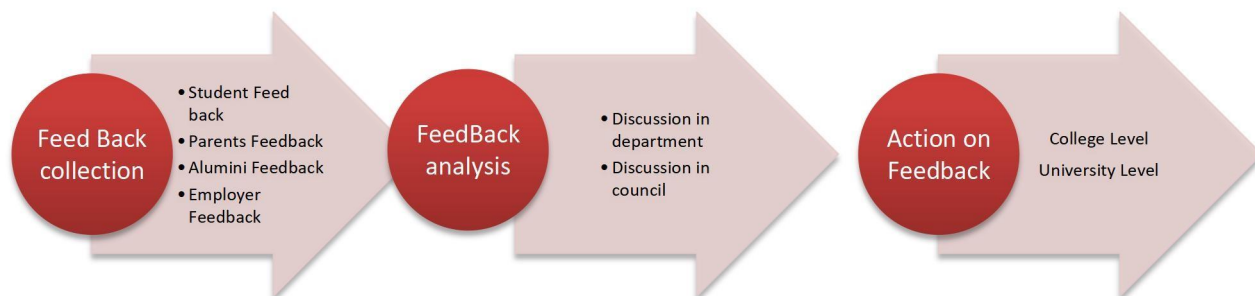 Feed Back
collection
• Student Feed
back
• Parents Feedback
• Alumini Feedback
• Employer
Feedback
FeedBack
analysis
• Discussion in
department
• Discussion in
council
Action on
Feedback
College Level
University Level